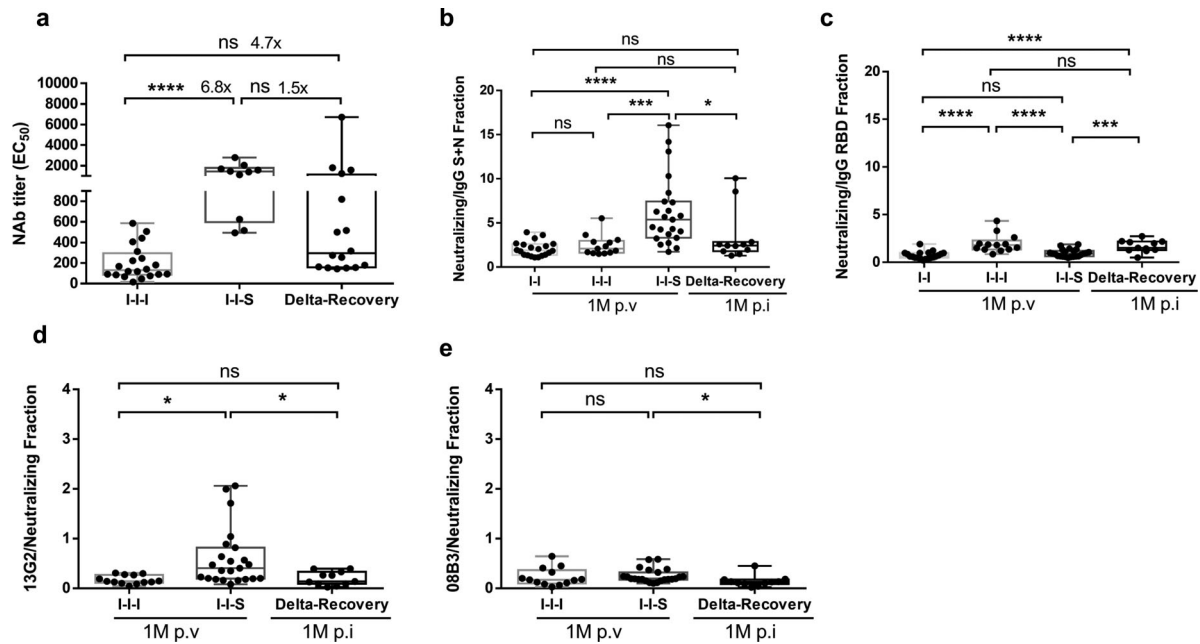 a
ns 4.7x
**** 6.8x ns 1.5x
NAb titer (EC50)
10000
8000
6000
4000
2000
800
600
400
200
0
I-I-I I-I-S Delta-Recovery
b
ns
ns
****
*** *
ns
Neutralizing/IgG S+N Fraction
20
15
10
5
0
I-I I-I-I I-I-S Delta-Recovery
1M p.v 1M p.i
c
****
ns
ns
**** **** ***
Neutralizing/IgG RBD Fraction
20
15
10
5
0
I-I I-I-I I-I-S Delta-Recovery
1M p.v 1M p.i
d
ns
* *
13G2/Neutralizing Fraction
4
3
2
1
0
I-I-I I-I-S Delta-Recovery
1M p.v 1M p.i
e
ns
ns *
08B3/Neutralizing Fraction
4
3
2
1
0
I-I-I I-I-S Delta-Recovery
1M p.v 1M p.i